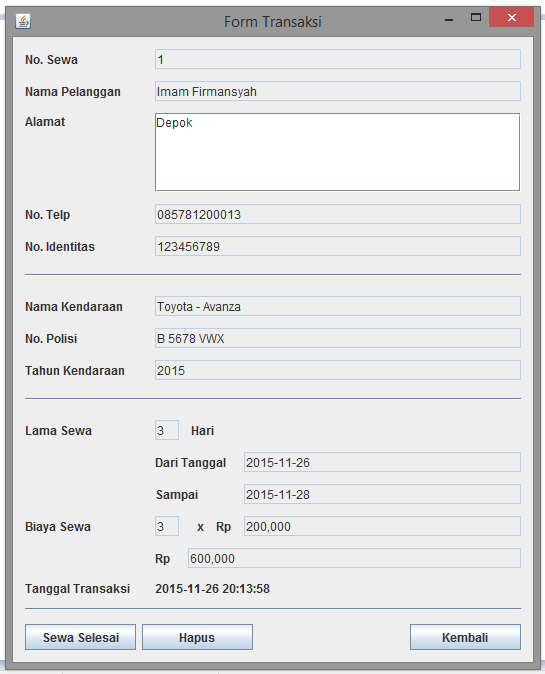 Form Transaksi
No. Sewa 1
Nama Pelanggan Imam Firmansyah
Alamat Depok
No. Telp 085781200013
No. Identitas 123456789
Nama Kendaraan Toyota - Avanza
No. Polisi B 5678 VWX
Tahun Kendaraan 2015
Lama Sewa 3 Hari
Dari Tanggal 2015-11-26
Sampai 2015-11-28
Biaya Sewa 3 x Rp 200,000
Rp 600,000
Tanggal Transaksi 2015-11-26 20:13:58
Sewa Selesai Hapus Kembali